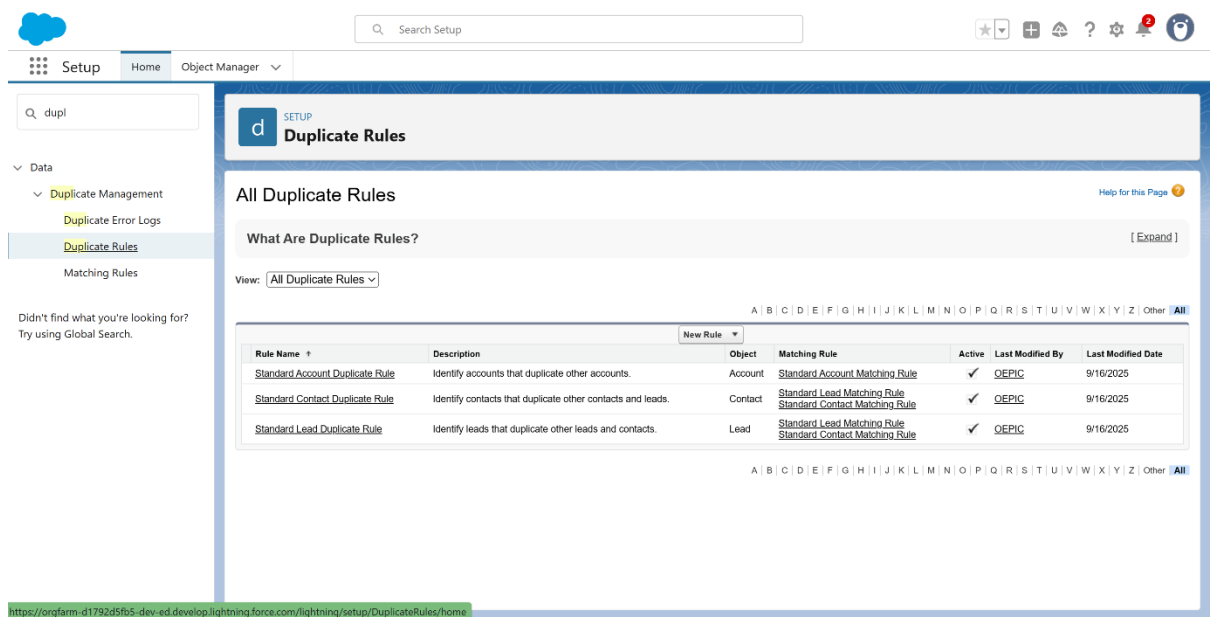 Search Setup
2
Setup
Home
Object Manager
dupl
Data
Duplicate Management
Duplicate Error Logs
Duplicate Rules
Matching Rules
Didn't find what you're looking for?
Try using Global Search.
d
SETUP
Duplicate Rules
All Duplicate Rules
Help for this Page ?
What Are Duplicate Rules?
[ Expand ]
View: All Duplicate Rules
A | B | C | D | E | F | G | H | I | J | K | L | M | N | O | P | Q | R | S | T | U | V | W | X | Y | Z | Other | All
New Rule
Rule Name ↑ Description Object Matching Rule Active Last Modified By Last Modified Date
Standard Account Duplicate Rule Identify accounts that duplicate other accounts. Account Standard Account Matching Rule ✓ OEPIC 9/16/2025
Standard Contact Duplicate Rule Identify contacts that duplicate other contacts and leads. Contact Standard Lead Matching Rule ✓ OEPIC 9/16/2025
Standard Contact Matching Rule
Standard Lead Duplicate Rule Identify leads that duplicate other leads and contacts. Lead Standard Lead Matching Rule ✓ OEPIC 9/16/2025
Standard Contact Matching Rule
A | B | C | D | E | F | G | H | I | J | K | L | M | N | O | P | Q | R | S | T | U | V | W | X | Y | Z | Other | All
https://orgfarm-d1792d5fb5-dev-ed.develop.lightning.force.com/lightning/setup/DuplicateRules/home